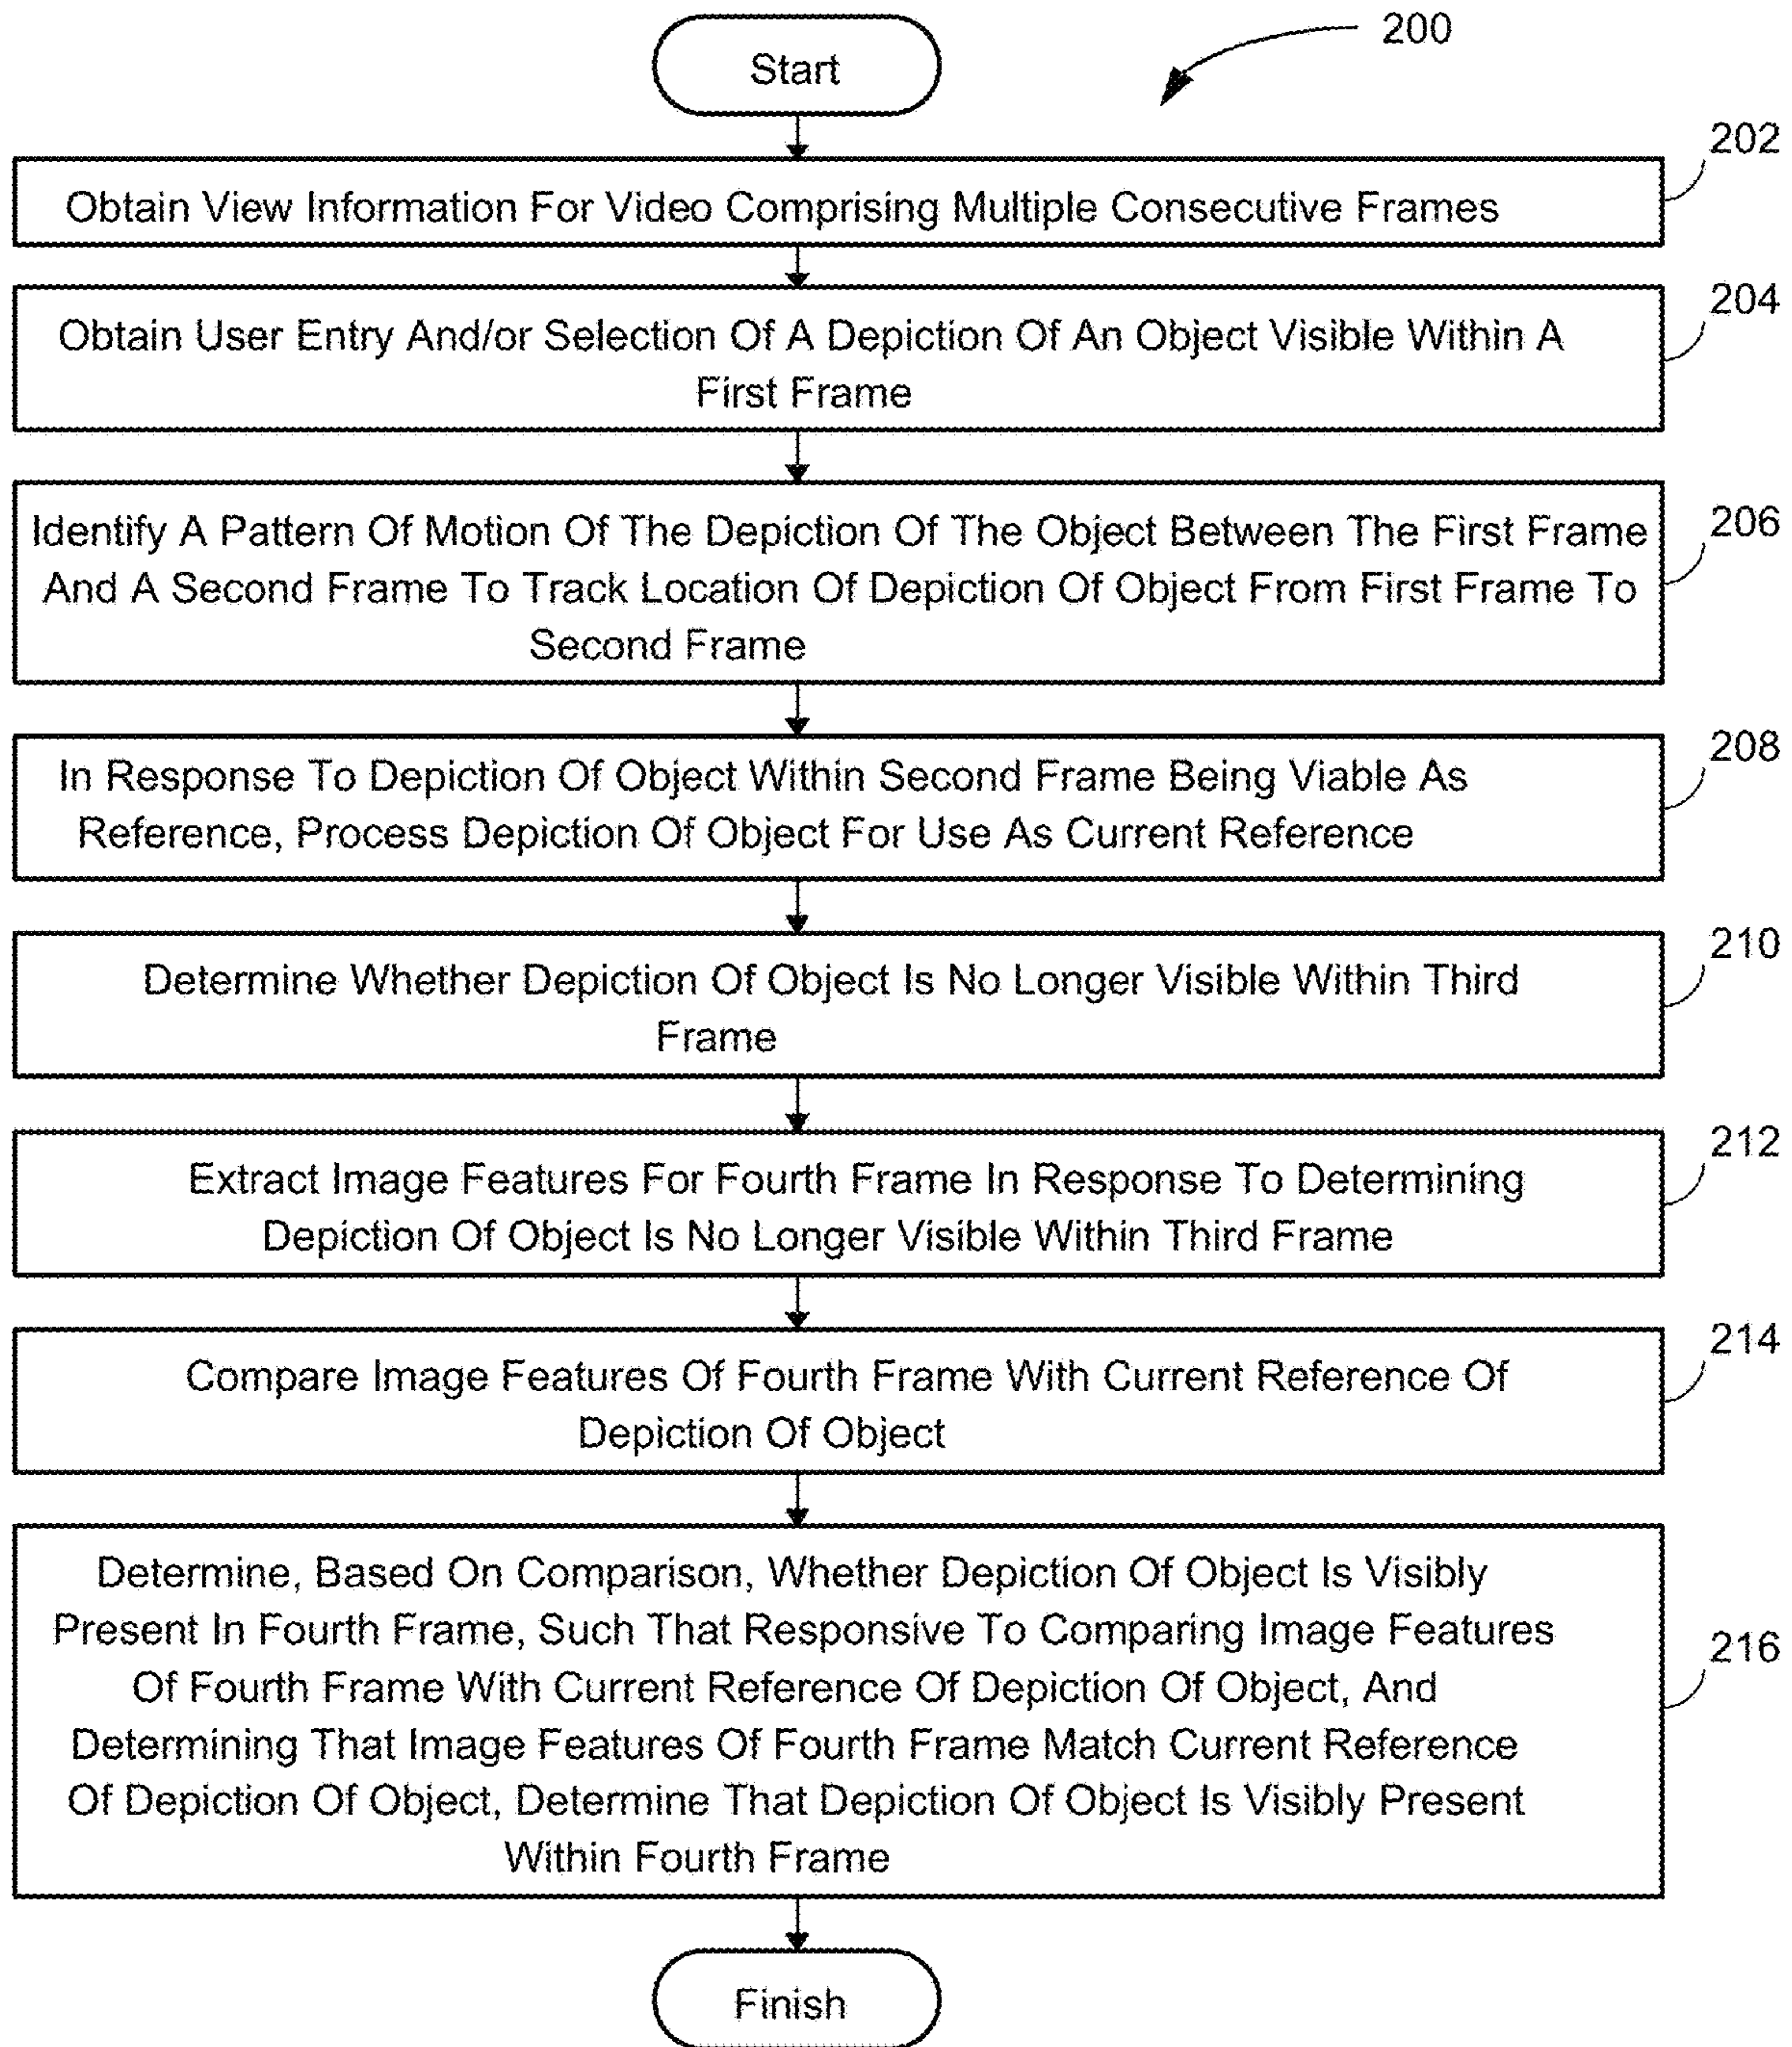 200
Start
202
Obtain View Information For Video Comprising Multiple Consecutive Frames
204
Obtain User Entry And/or Selection Of A Depiction Of An Object Visible Within A
First Frame
206
Identify A Pattern Of Motion Of The Depiction Of The Object Between The First Frame
And A Second Frame To Track Location Of Depiction Of Object From First Frame To
Second Frame
208
In Response To Depiction Of Object Within Second Frame Being Viable As
Reference, Process Depiction Of Object For Use As Current Reference
210
Determine Whether Depiction Of Object Is No Longer Visible Within Third
Frame
212
Extract Image Features For Fourth Frame In Response To Determining
Depiction Of Object Is No Longer Visible Within Third Frame
214
Compare Image Features Of Fourth Frame With Current Reference Of
Depiction Of Object
216
Determine, Based On Comparison, Whether Depiction Of Object Is Visibly
Present In Fourth Frame, Such That Responsive To Comparing Image Features
Of Fourth Frame With Current Reference Of Depiction Of Object, And
Determining That Image Features Of Fourth Frame Match Current Reference
Of Depiction Of Object, Determine That Depiction Of Object Is Visibly Present
Within Fourth Frame
Finish